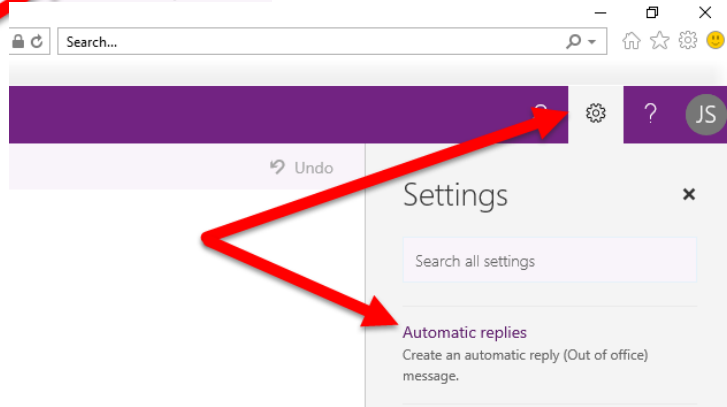 Search...
?
JS
Undo
Settings
Search all settings
Automatic replies
Create an automatic reply (Out of office)
message.